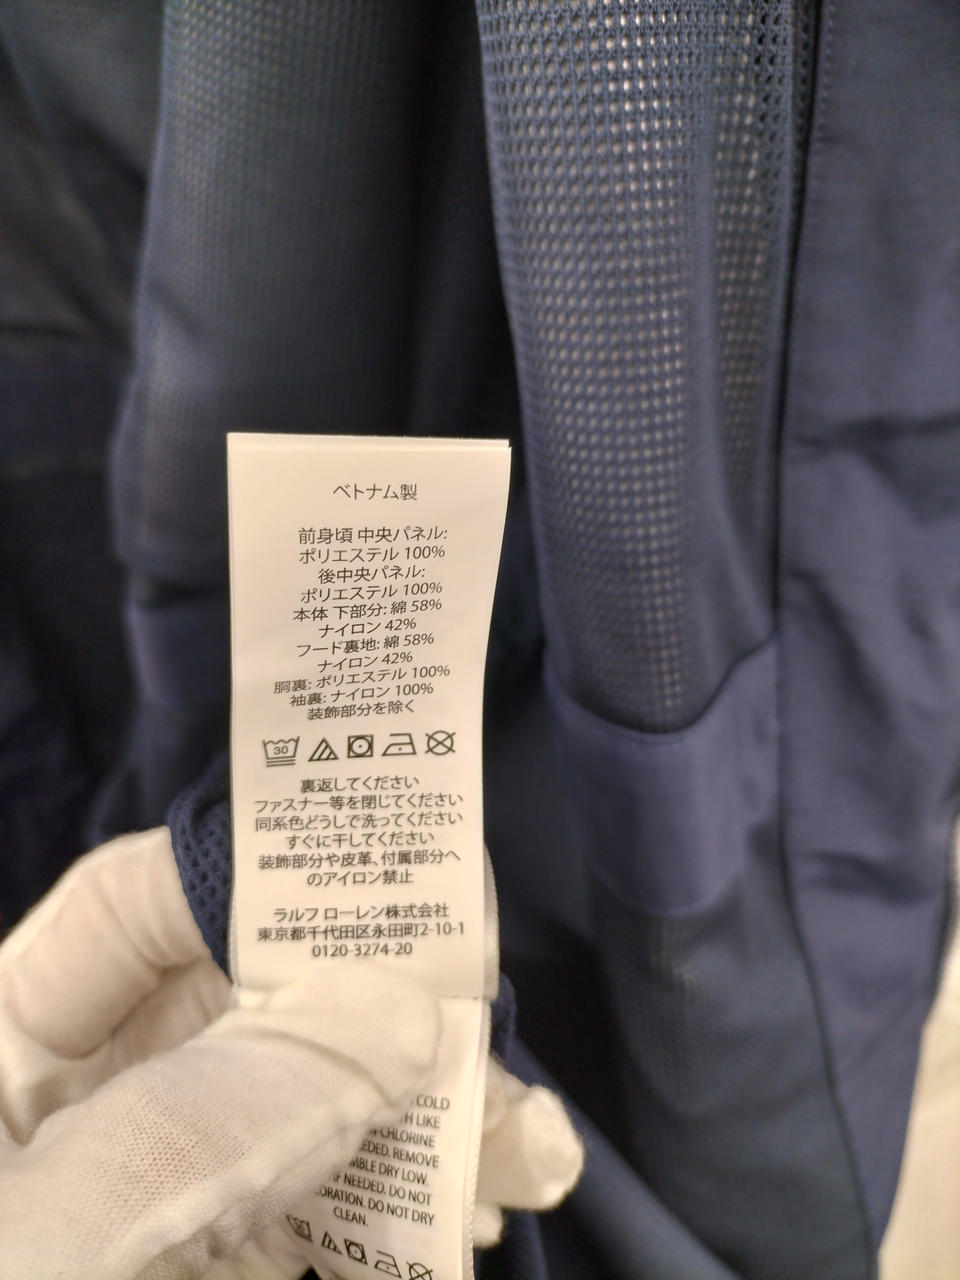 ベトナム製
前身頃 中央パネル:
ポリエステル 100%
後中央パネル:
ポリエステル 100%
本体 下部分: 綿 58%
ナイロン 42%
フード裏地: 綿 58%
ナイロン 42%
胴裏: ポリエステル 100%
袖裏: ナイロン 100%
装飾部分を除く
30
裏返してください
ファスナー等を閉じてください
同系色どうしで洗ってください
すぐに干してください
装飾部分や皮革、付属部分へ
のアイロン禁止
ラルフ ローレン株式会社
東京都千代田区永田町2-10-1
0120-3274-20
COLD
LIKE
CHLORINE
REMOVE
DRY LOW.
IF NEEDED. DO NOT
DO NOT DRY
CLEAN.